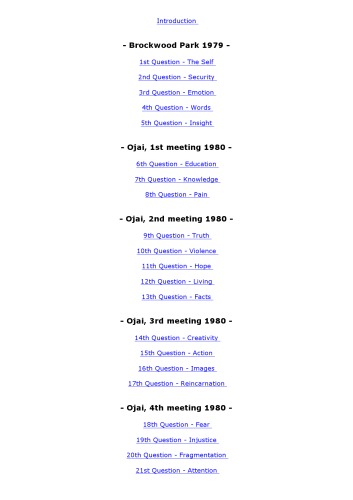 Introduction
- Brockwood Park 1979 -
1st Question - The Self
2nd Question - Security
3rd Question - Emotion
4th Question - Words
5th Question - Insight
- Ojai, 1st meeting 1980 -
6th Question - Education
7th Question - Knowledge
8th Question - Pain
- Ojai, 2nd meeting 1980 -
9th Question - Truth
10th Question - Violence
11th Question - Hope
12th Question - Living
13th Question - Facts
- Ojai, 3rd meeting 1980 -
14th Question - Creativity
15th Question - Action
16th Question - Images
17th Question - Reincarnation
- Ojai, 4th meeting 1980 -
18th Question - Fear
19th Question - Injustice
20th Question - Fragmentation
21st Question - Attention